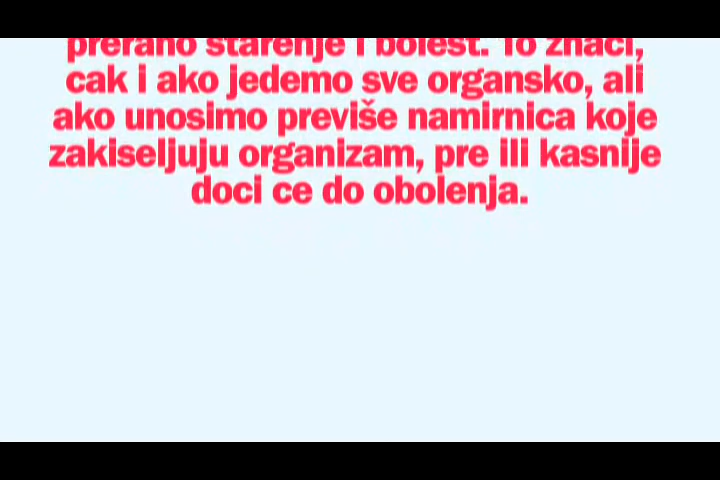 prerano starenje i bolest. To znaci,
cak i ako jedemo sve organsko, ali
ako unosimo previše namirnica koje
zakiseljuju organizam, pre ili kasnije
doci ce do obolenja.